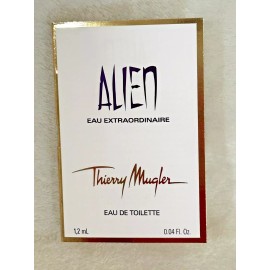 ALIEN
EAU EXTRAORDINAIRE
Thierry Mugler
EAU DE TOILETTE
1,2 mL 0.04 Fl. Oz.